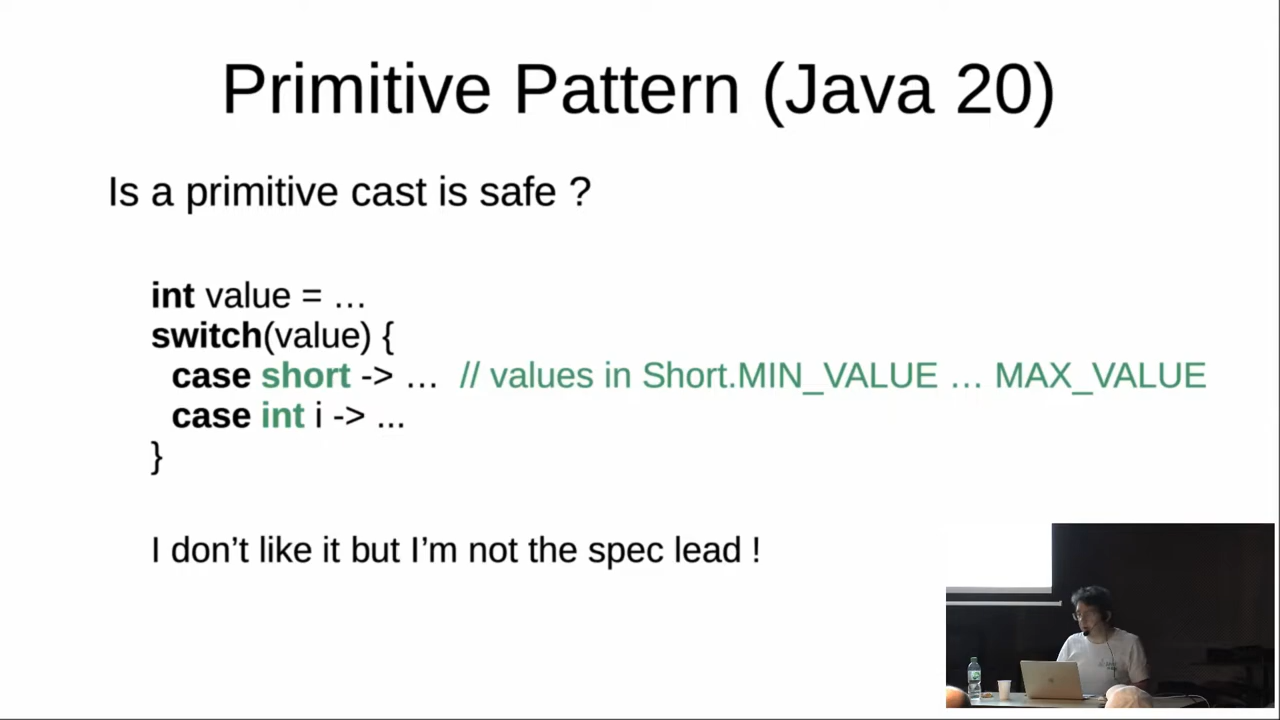 Primitive Pattern (Java 20)
Is a primitive cast is safe ?
int value = …
switch(value) {
case short -> … // values in Short.MIN_VALUE … MAX_VALUE
case int i -> ...
}
I don’t like it but I’m not the spec lead !